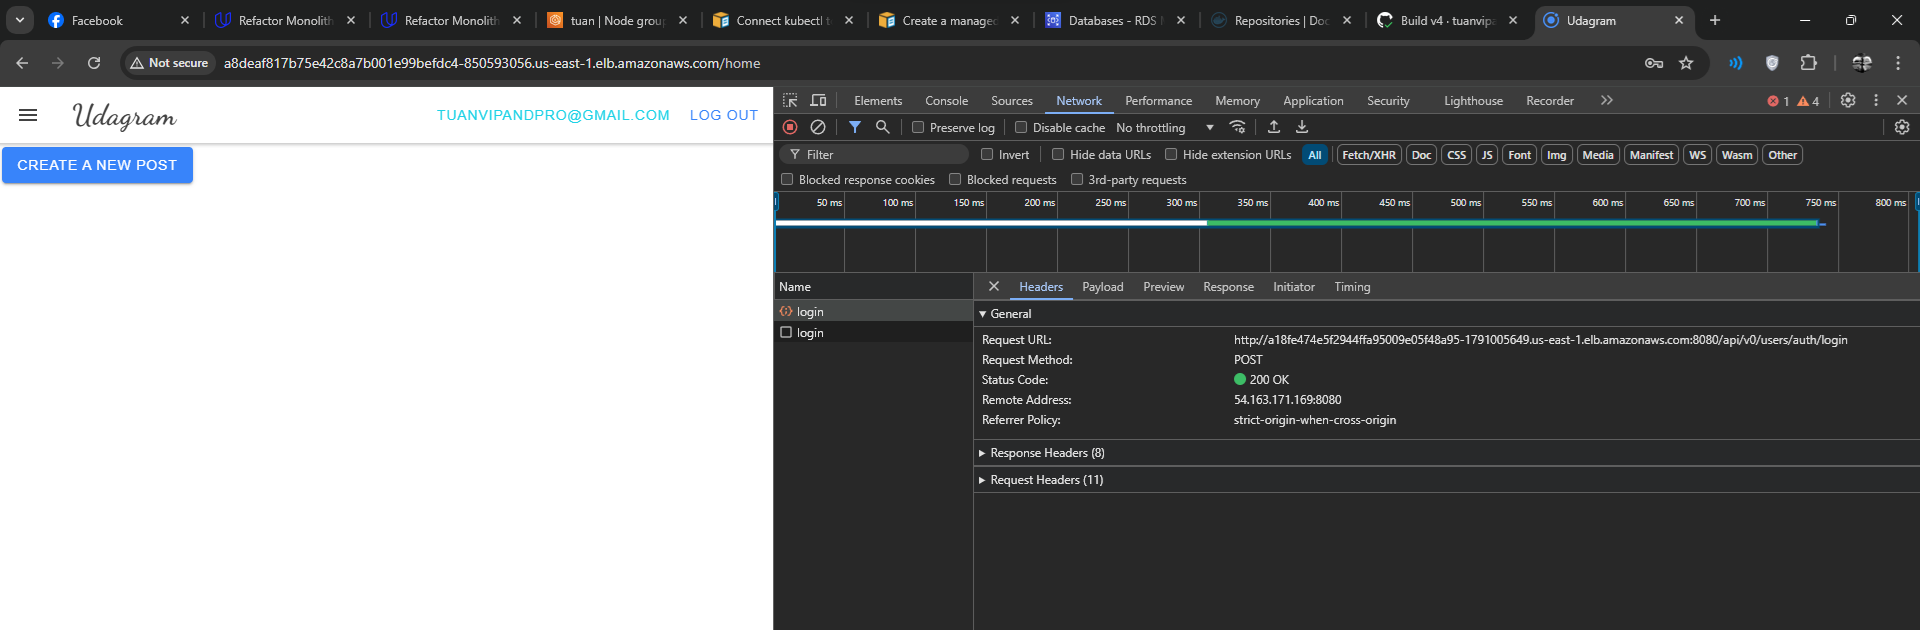 Facebook
Refactor Monolith
Refactor Monolith
tuan | Node group
Connect kubectl t
Create a managed
Databases - RDS
Repositories | Doc
Build v4 · tuanvipa
Udagram
Not secure
a8deaf817b75e42c8a7b001e99befdc4-850593056.us-east-1.elb.amazonaws.com/home
Udagram
TUANVIPANDPRO@GMAIL.COM
LOG OUT
CREATE A NEW POST
Elements Console Sources Network Performance Memory Application Security Lighthouse Recorder
1 4
Preserve log Disable cache No throttling
Filter Invert Hide data URLs Hide extension URLs All Fetch/XHR Doc CSS JS Font Img Media Manifest WS Wasm Other
Blocked response cookies Blocked requests 3rd-party requests
50 ms 100 ms 150 ms 200 ms 250 ms 300 ms 350 ms 400 ms 450 ms 500 ms 550 ms 600 ms 650 ms 700 ms 750 ms 800 ms
Name
login
login
Headers Payload Preview Response Initiator Timing
General
Request URL: http://a18fe474e5f2944ffa95009e05f48a95-1791005649.us-east-1.elb.amazonaws.com:8080/api/v0/users/auth/login
Request Method: POST
Status Code: 200 OK
Remote Address: 54.163.171.169:8080
Referrer Policy: strict-origin-when-cross-origin
Response Headers (8)
Request Headers (11)